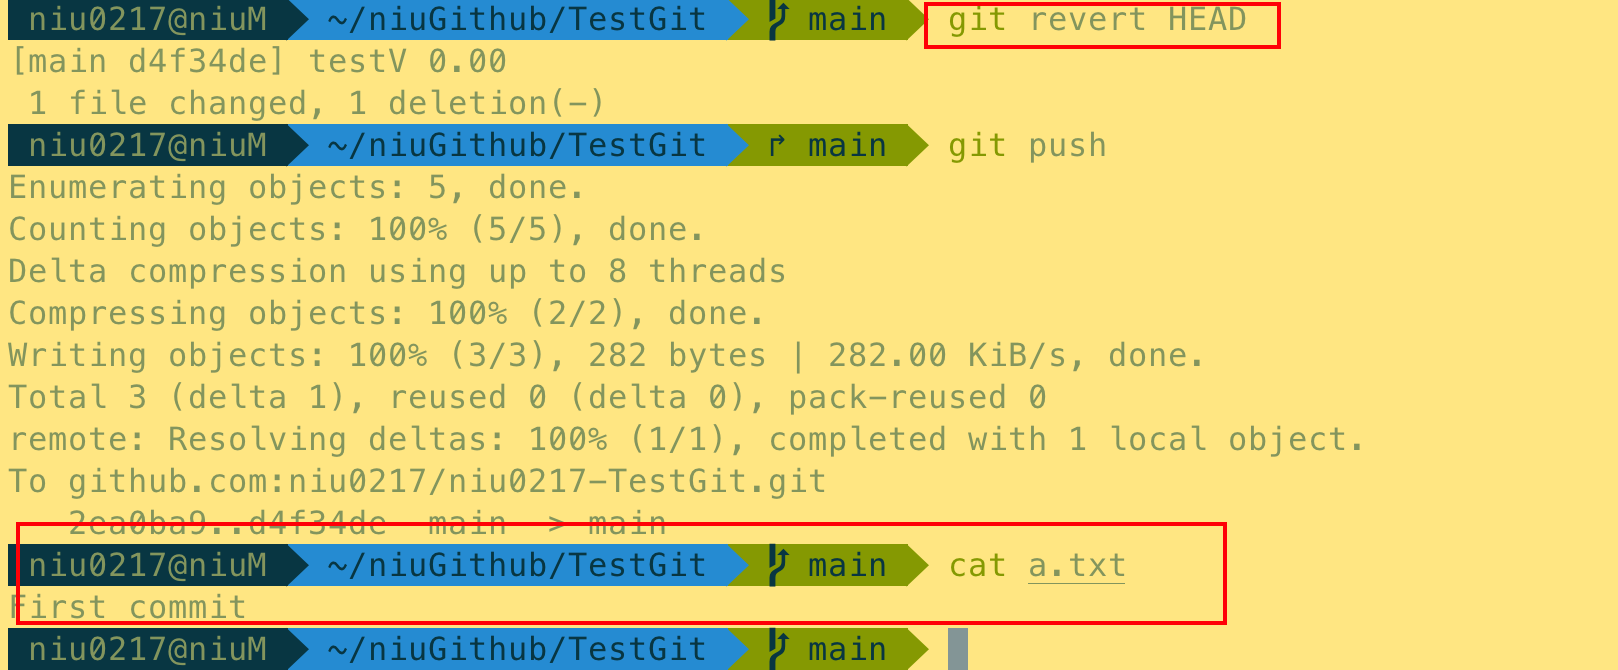 niu0217@niuM ~/niuGithub/TestGit main git revert HEAD
[main d4f34de] testV 0.00
1 file changed, 1 deletion(-)
niu0217@niuM ~/niuGithub/TestGit main git push
Enumerating objects: 5, done.
Counting objects: 100% (5/5), done.
Delta compression using up to 8 threads
Compressing objects: 100% (2/2), done.
Writing objects: 100% (3/3), 282 bytes | 282.00 KiB/s, done.
Total 3 (delta 1), reused 0 (delta 0), pack-reused 0
remote: Resolving deltas: 100% (1/1), completed with 1 local object.
To github.com:niu0217/niu0217-TestGit.git
2ea0ba9..d4f34de main -> main
niu0217@niuM ~/niuGithub/TestGit main cat a.txt
First commit
niu0217@niuM ~/niuGithub/TestGit main